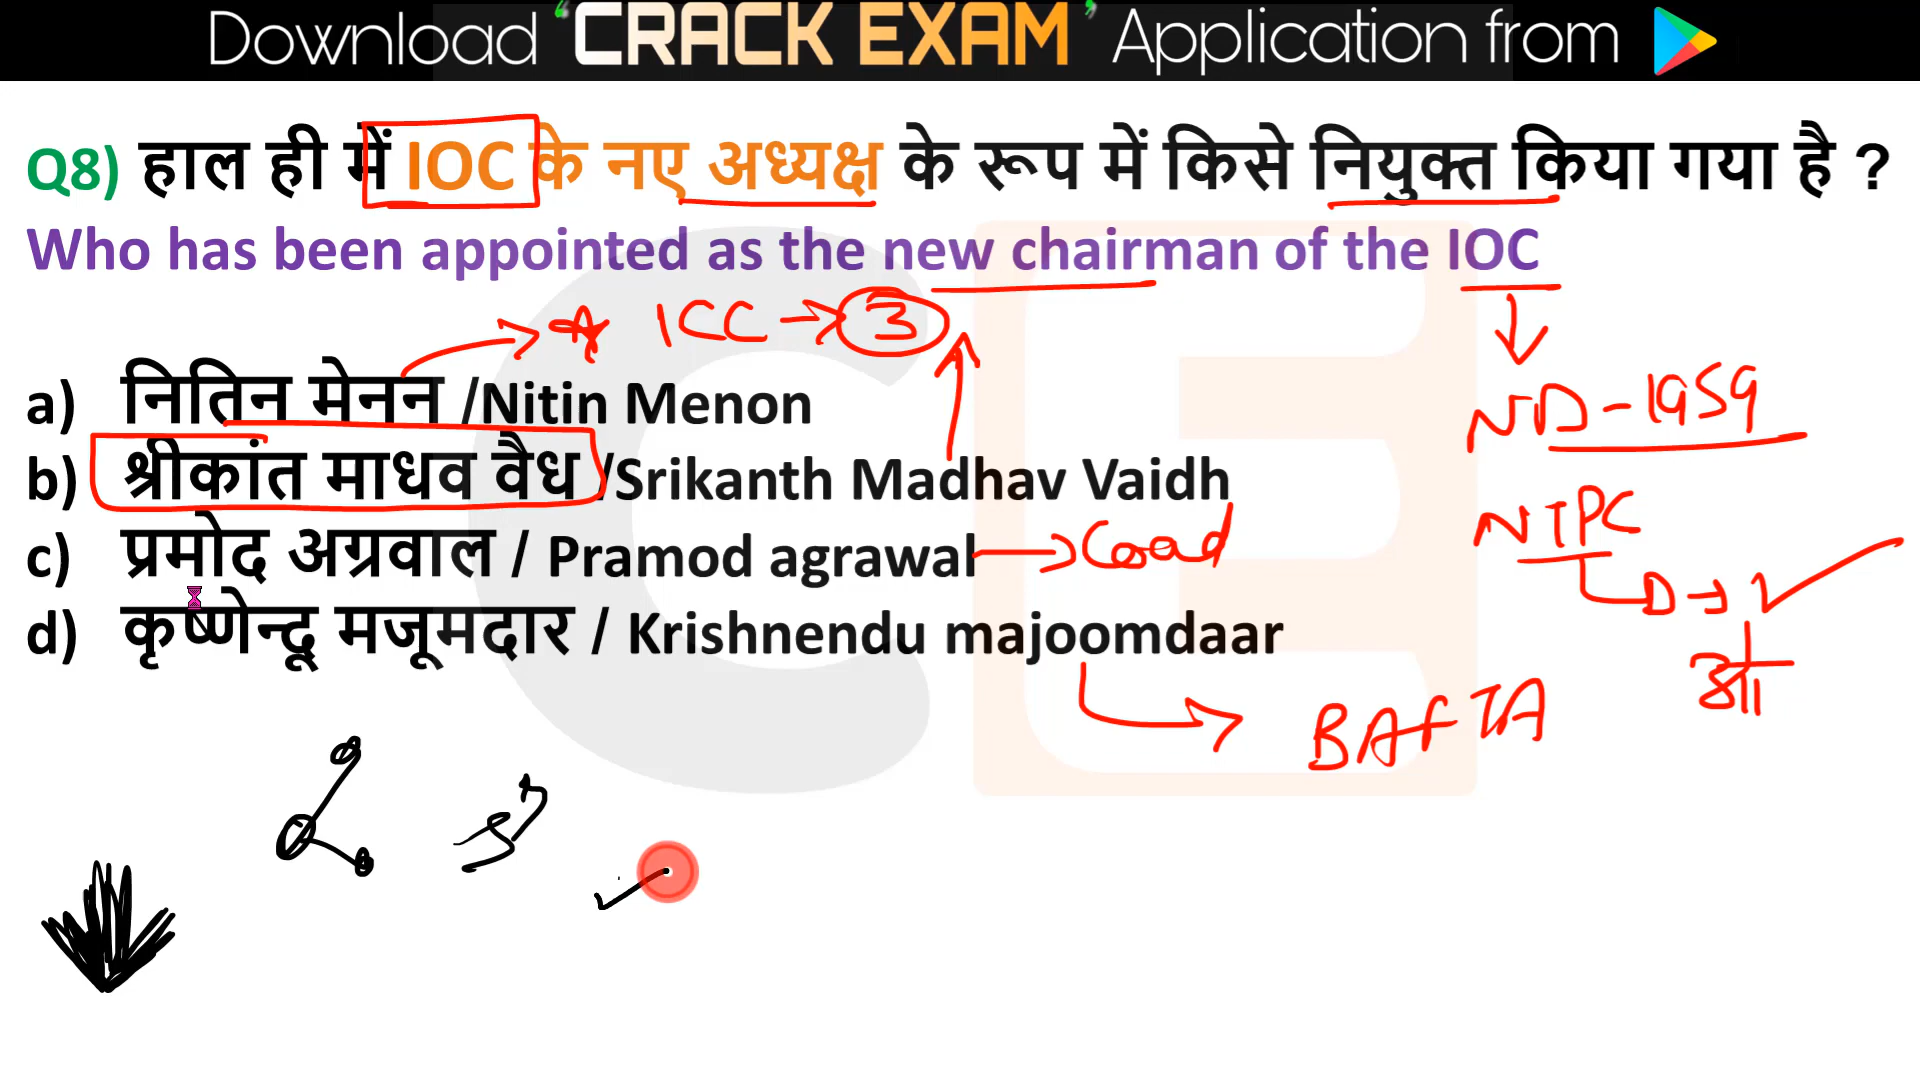 Download ‘CRACK EXAM’ Application from
Q8) हाल ही में IOC के नए अध्यक्ष के रूप में किसे नियुक्त किया गया है ?
Who has been appointed as the new chairman of the IOC
ICC → 3
a) नितिन मेनन /Nitin Menon
ND - 1959
b) श्रीकांत माधव वैध /Srikanth Madhav Vaidh
NTPC
c) प्रमोद अग्रवाल / Pramod agrawal
D →
d) कृष्णेन्दू मजूमदार / Krishnendu majoomdaar
BAfTA